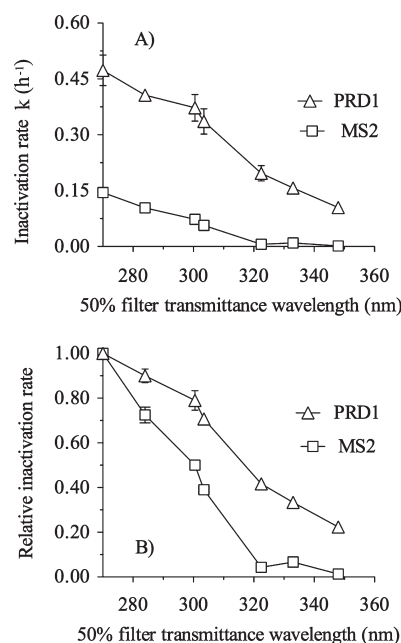 0.60
A)
Inactivation rate k (h⁻¹)
0.45
PRD1
0.30
MS2
0.15
0.00
280 300 320 340 360
50% filter transmittance wavelength (nm)
1.00
Relative inactivation rate
0.80
PRD1
0.60
MS2
0.40
0.20
B)
0.00
280 300 320 340 360
50% filter transmittance wavelength (nm)